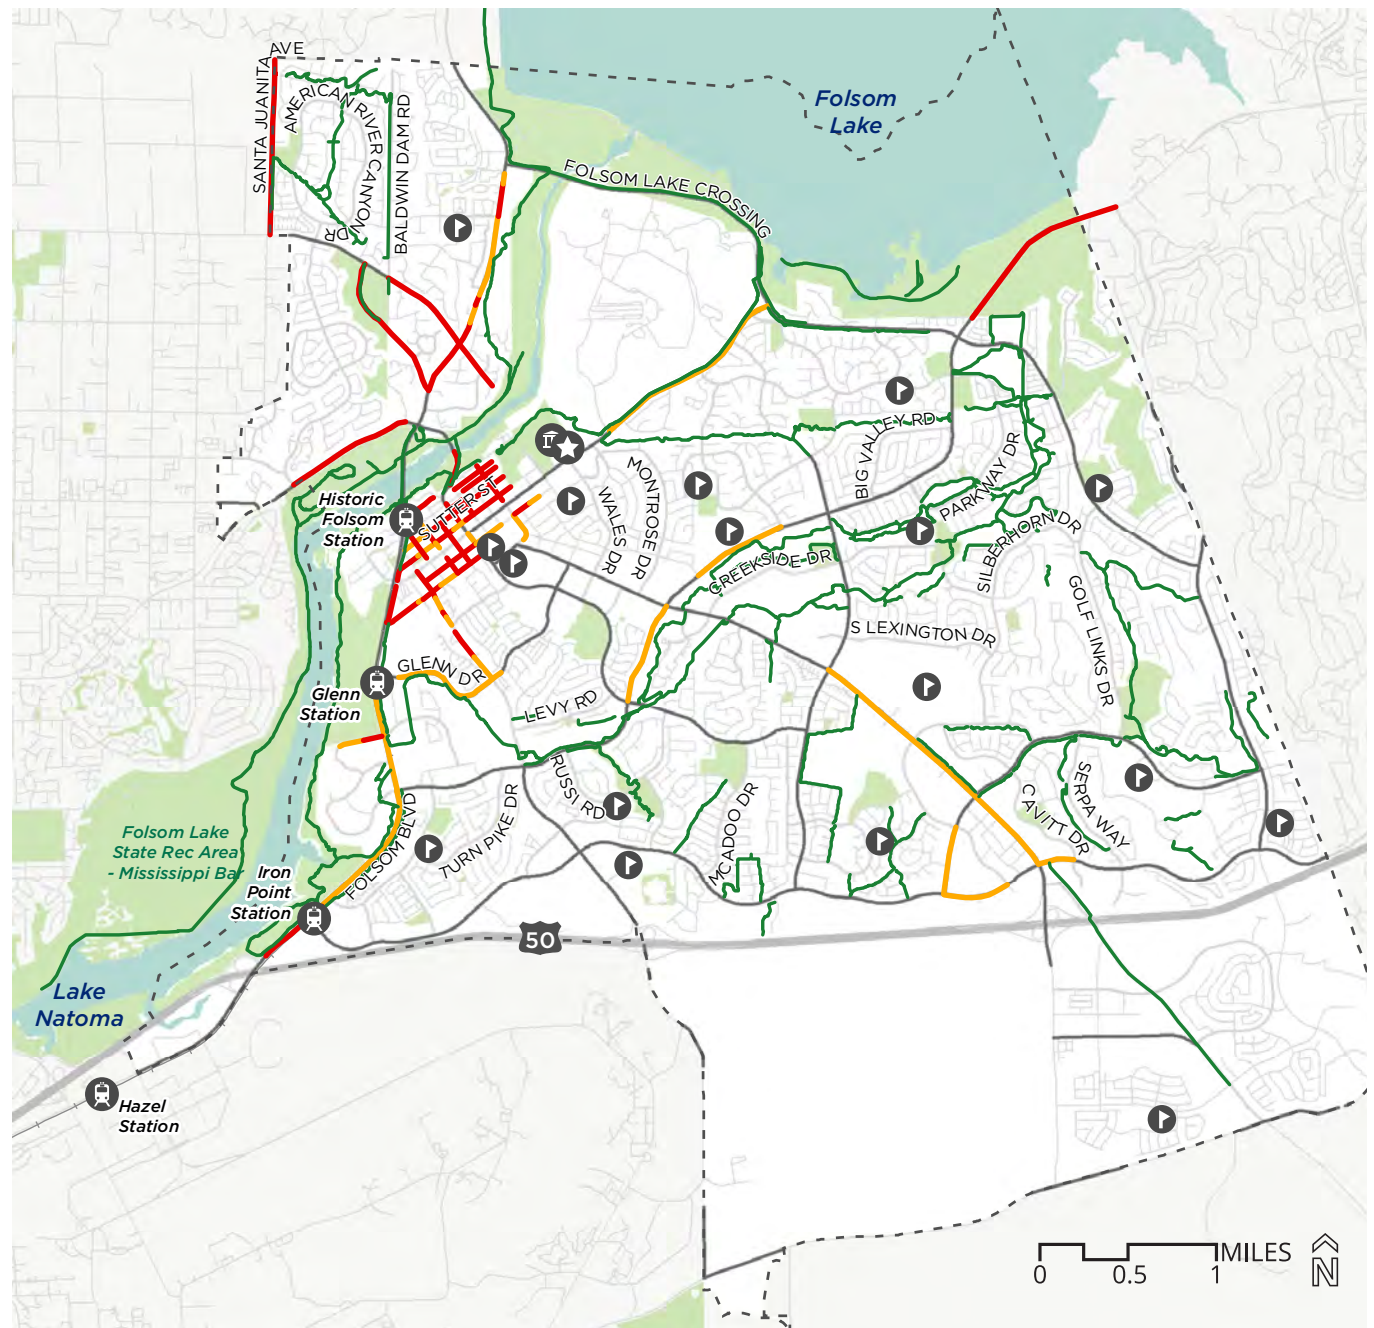 AVE
SANTA JUANITA
AMERICAN RIVER CANYON
DR
BALDWIN DAM RD
Folsom
Lake
FOLSOM LAKE CROSSING
BIG VALLEY RD
PARKWAY DR
MONTROSE DR
WALES DR
Historic
Folsom
Station
SUTTER ST
SILBERHORN DR
CREEKSIDE DR
GOLF LINKS DR
S LEXINGTON DR
GLENN DR
Glenn
Station
LEVY RD
RUSSI RD
MCADOO DR
CAVITT DR
SERPA WAY
TURN PIKE DR
FOLSOM BLVD
Folsom Lake
State Rec Area
- Mississippi Bar
Iron
Point
Station
50
Lake
Natoma
Hazel
Station
MILES
0 0.5 1
N